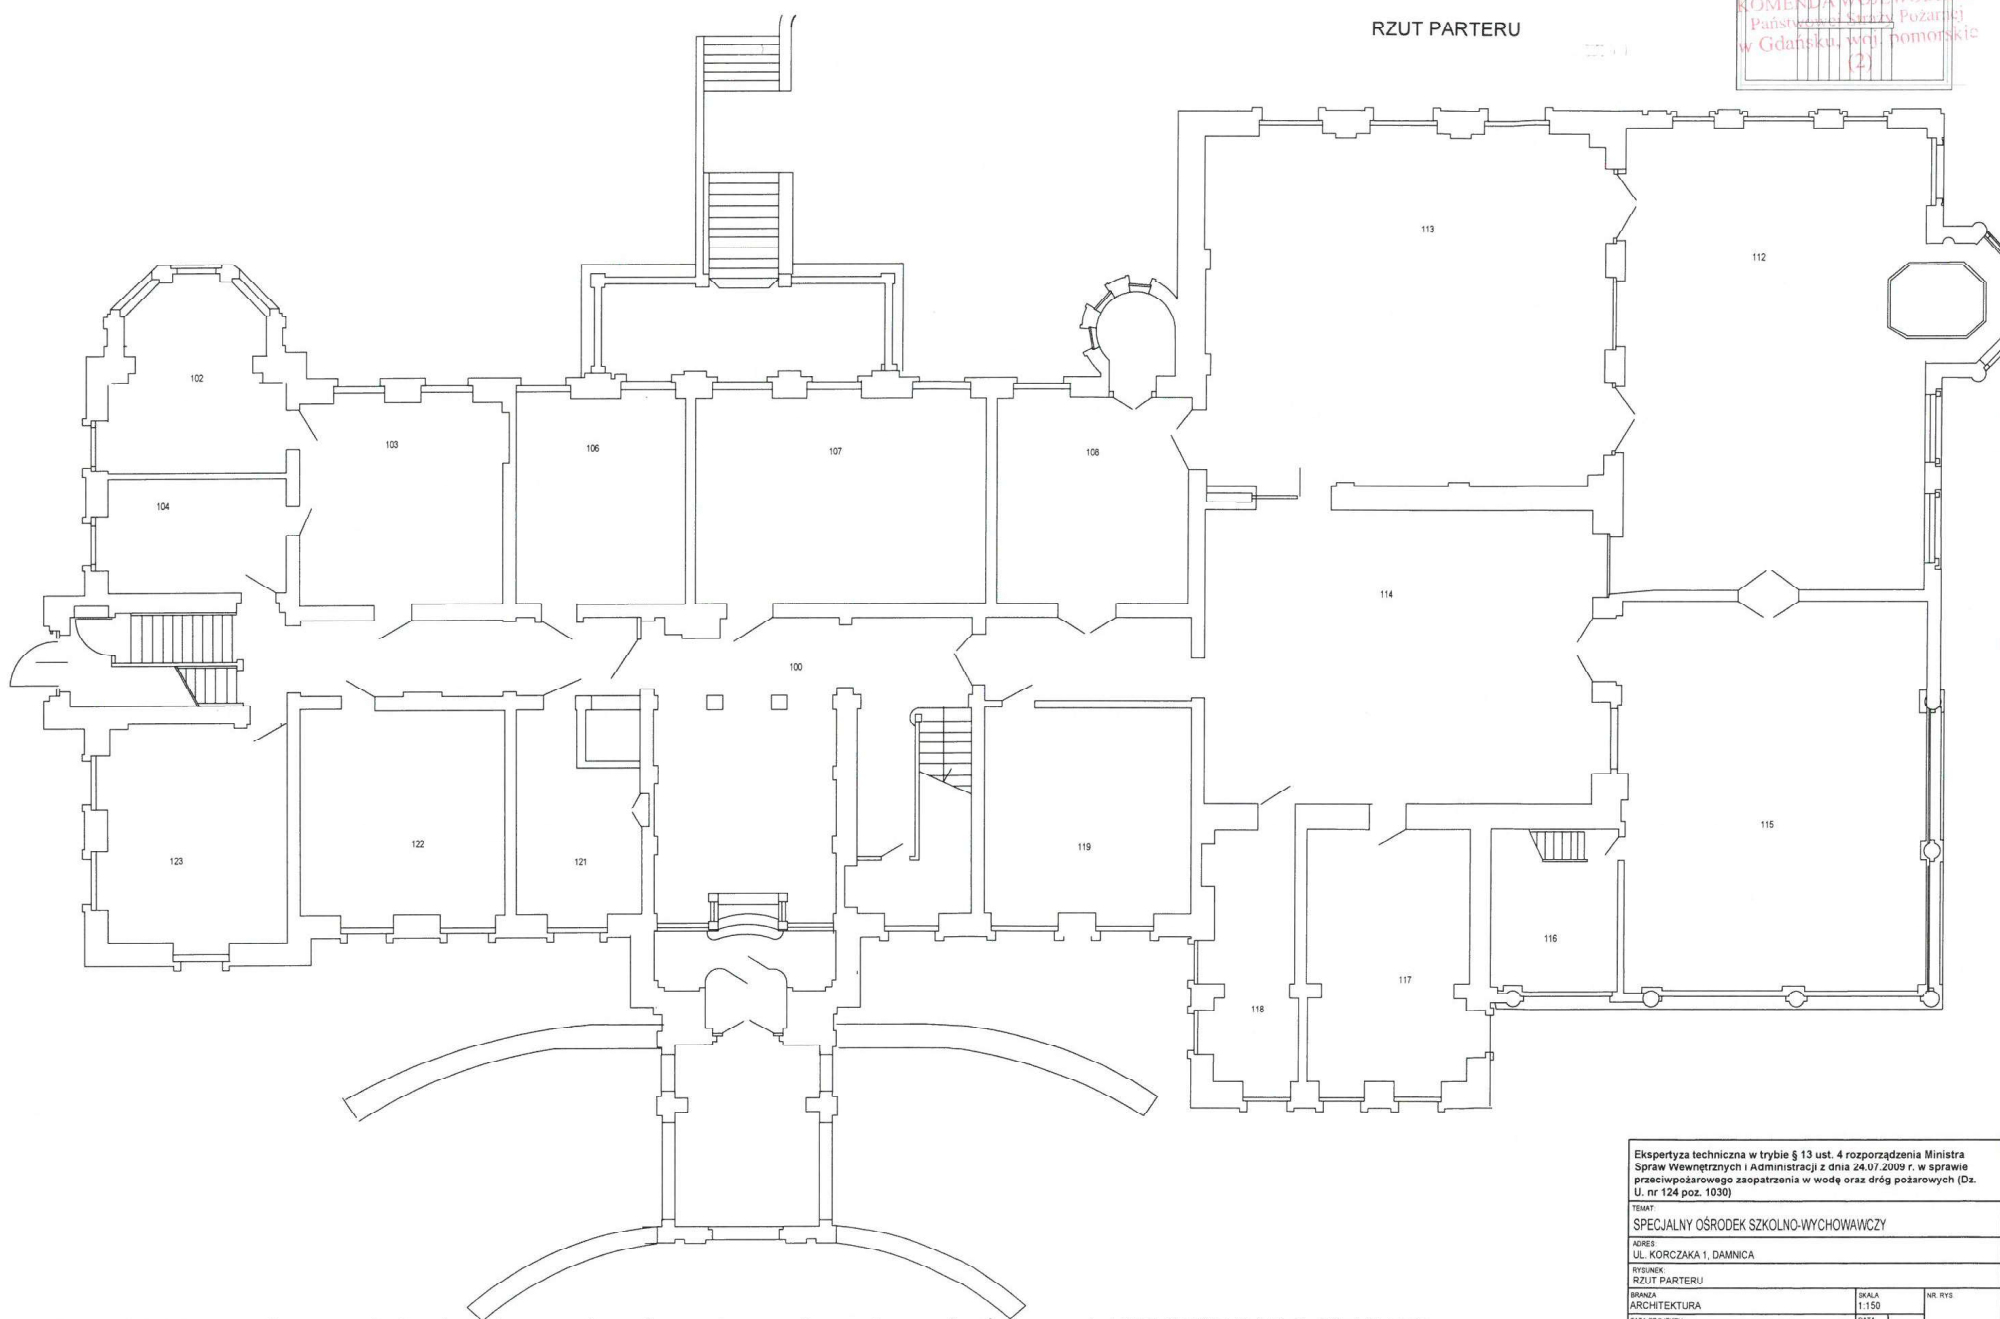 RZUT PARTERU
Państwowej Straży Pożarnej
w Gdańsku, woj. pomorskie
(2)
113
112
102
103
106
107
108
104
114
100
115
122
119
123
121
116
117
118
Ekspertyza techniczna w trybie § 13 ust. 4 rozporządzenia Ministra
Spraw Wewnętrznych i Administracji z dnia 24.07.2009 r. w sprawie
przeciwpożarowego zaopatrzenia w wodę oraz dróg pożarowych (Dz.
U. nr 124 poz. 1030)
TEMAT:
SPECJALNY OŚRODEK SZKOLNO-WYCHOWAWCZY
ADRES:
UL. KORCZAKA 1, DAMNICA
RYSUNEK:
RZUT PARTERU
BRANŻA
ARCHITEKTURA
SKALA
1:150
NR. RYS.